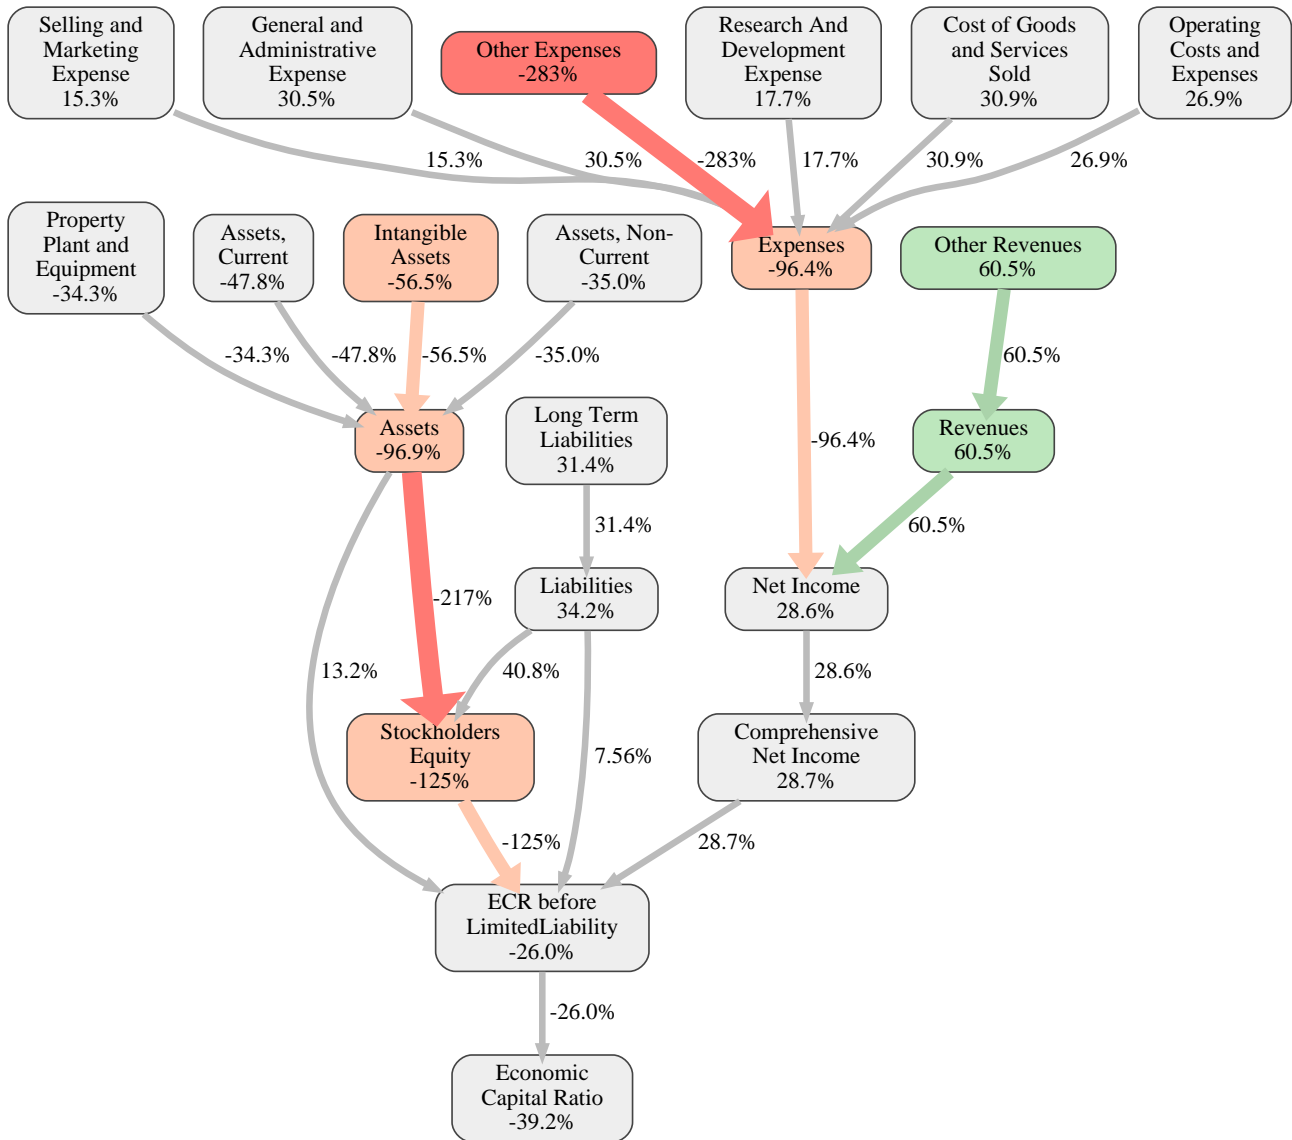 Selling and
Marketing
Expense
15.3%
General and
Administrative
Expense
30.5%
Other Expenses
-283%
Research And
Development
Expense
17.7%
Cost of Goods
and Services
Sold
30.9%
Operating
Costs and
Expenses
26.9%
15.3%
30.5%
-283%
17.7%
30.9%
26.9%
Property
Plant and
Equipment
-34.3%
Assets,
Current
-47.8%
Intangible
Assets
-56.5%
Assets, Non-
Current
-35.0%
Expenses
-96.4%
Other Revenues
60.5%
-34.3%
-47.8%
-56.5%
-35.0%
60.5%
Assets
-96.9%
Long Term
Liabilities
31.4%
-96.4%
Revenues
60.5%
31.4%
60.5%
-217%
Liabilities
34.2%
Net Income
28.6%
13.2%
40.8%
28.6%
Stockholders
Equity
-125%
7.56%
Comprehensive
Net Income
28.7%
-125%
28.7%
ECR before
LimitedLiability
-26.0%
-26.0%
Economic
Capital Ratio
-39.2%